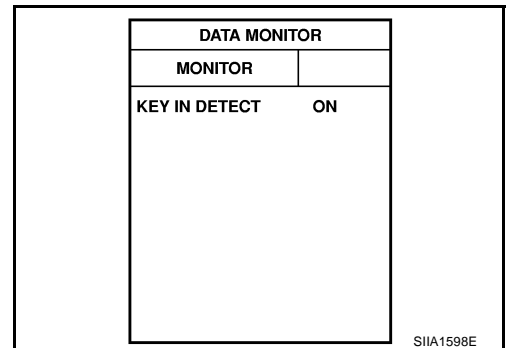 DATA MONITOR
MONITOR
KEY IN DETECT ON
SIIA1598E